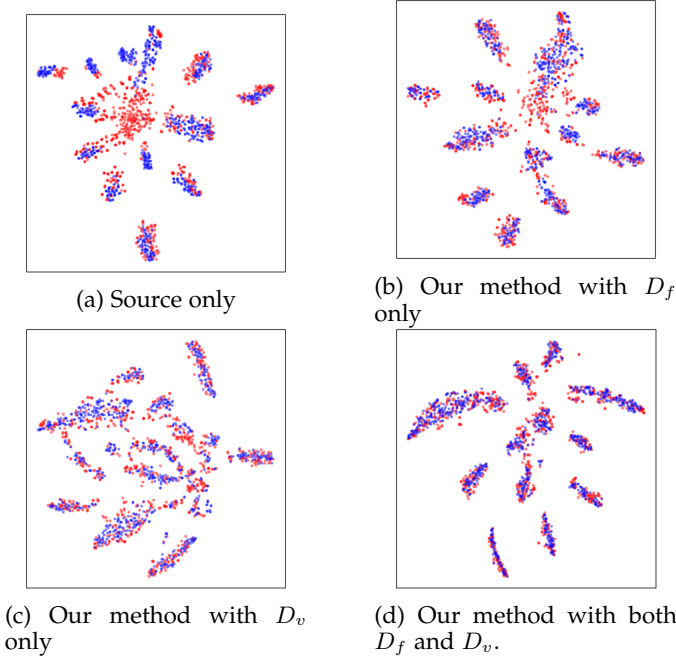 (a) Source only
(b) Our method with D_f
only
(c) Our method with D_v
only
(d) Our method with both
D_f and D_v.